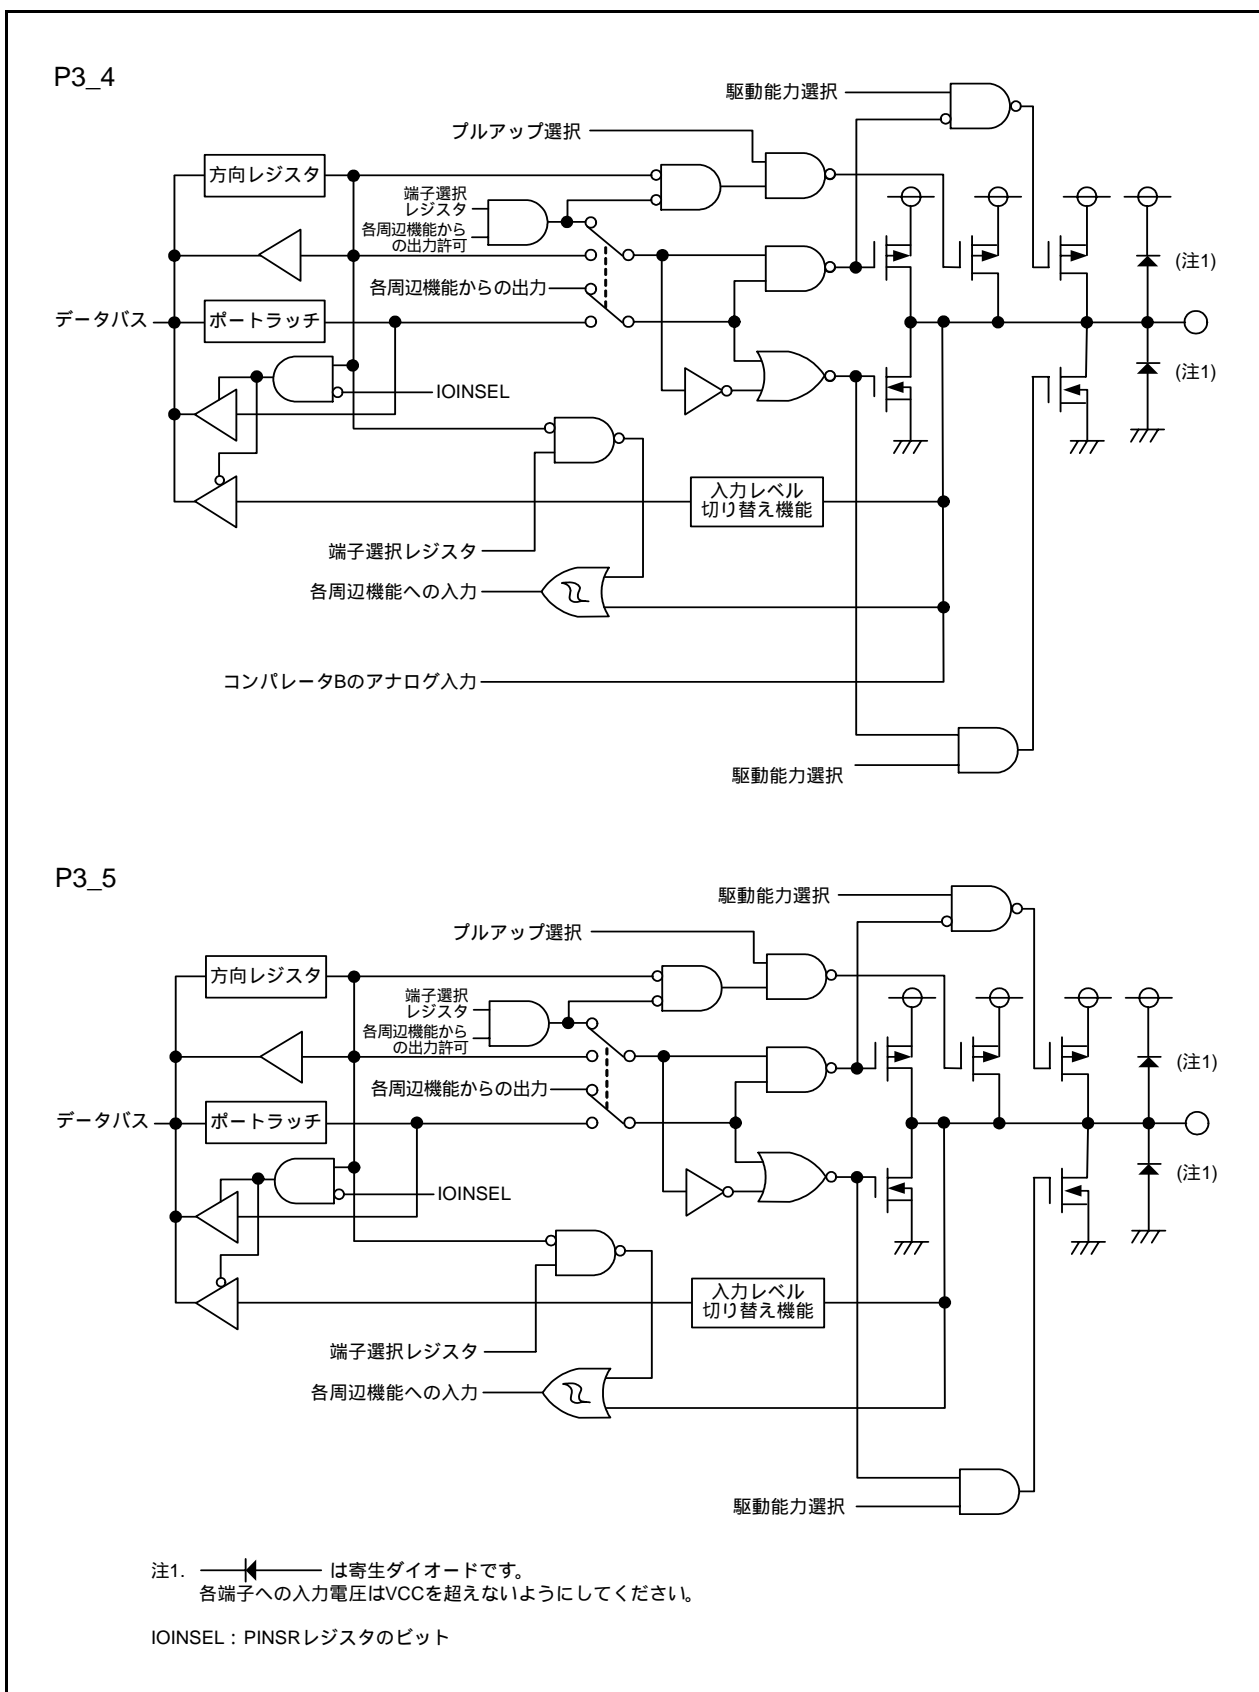 P3_4
駆動能力選択
プルアップ選択
方向レジスタ
端子選択
レジスタ
各周辺機能から
の出力許可
(注1)
各周辺機能からの出力
データバス
ポートラッチ
(注1)
IOINSEL
入力レベル
切り替え機能
端子選択レジスタ
各周辺機能への入力
コンパレータBのアナログ入力
駆動能力選択
P3_5
駆動能力選択
プルアップ選択
方向レジスタ
端子選択
レジスタ
各周辺機能から
の出力許可
(注1)
各周辺機能からの出力
データバス
ポートラッチ
(注1)
IOINSEL
入力レベル
切り替え機能
端子選択レジスタ
各周辺機能への入力
駆動能力選択
注1. は寄生ダイオードです。
各端子への入力電圧はVCCを超えないようにしてください。
IOINSEL：PINSRレジスタのビット